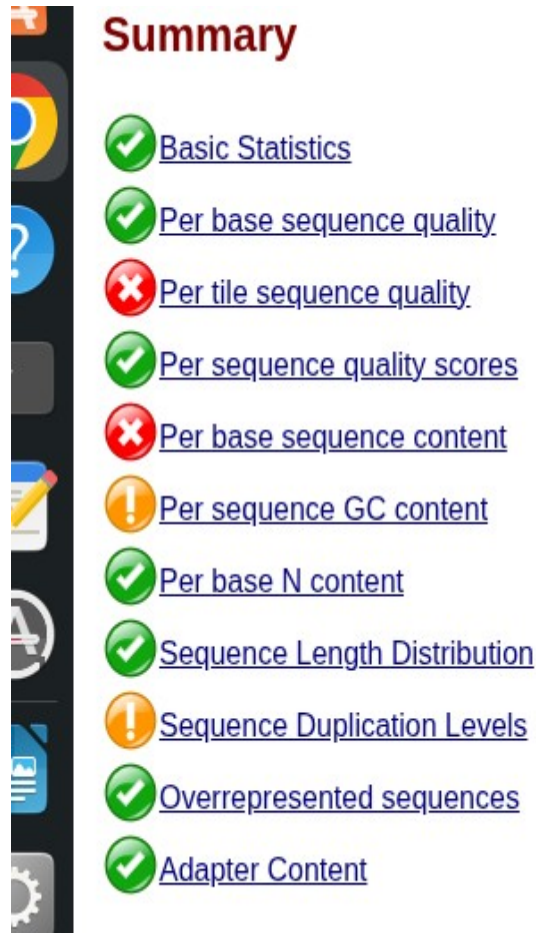 Summary
Basic Statistics
Per base sequence quality
Per tile sequence quality
Per sequence quality scores
Per base sequence content
Per sequence GC content
Per base N content
Sequence Length Distribution
Sequence Duplication Levels
Overrepresented sequences
Adapter Content